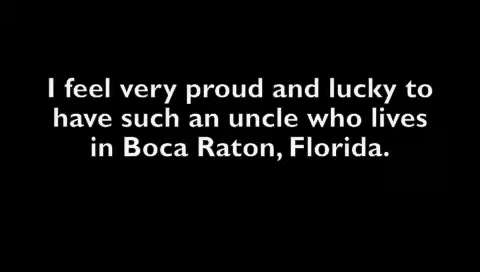 I feel very proud and lucky to
have such an uncle who lives
in Boca Raton, Florida.